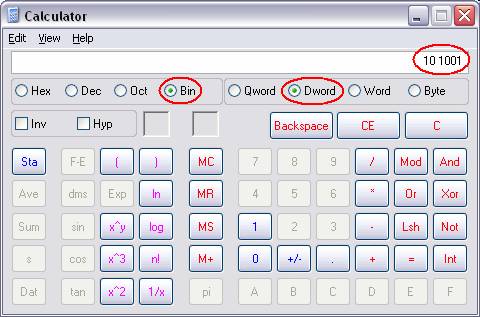 Calculator
Edit View Help
10 1001
Hex Dec Oct Bin Qword Dword Word Byte
Inv Hyp Backspace CE C
Sta F-E ( ) MC 7 8 9 / Mod And
Ave dms Exp ln MR 4 5 6 * Or Xor
Sum sin x^y log MS 1 2 3 - Lsh Not
s cos x^3 n! M+ 0 +/- . + = Int
Dat tan x^2 1/x pi A B C D E F